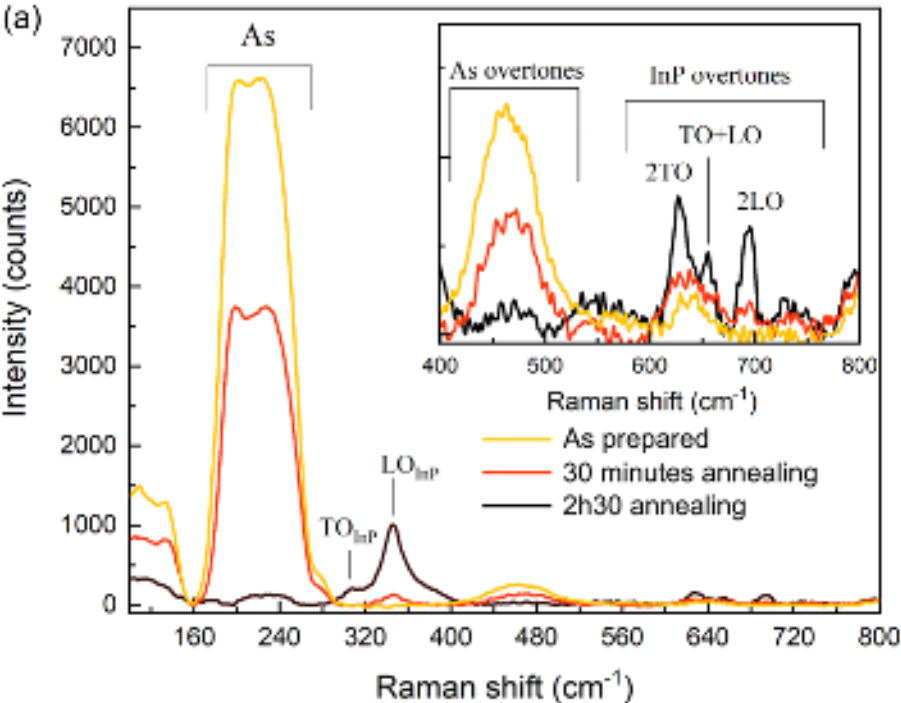 (a)
As
7000
6000
5000
4000
3000
2000
1000
0
Intensity (counts)
As overtones
InP overtones
TO+LO
2TO
2LO
400 500 600 700 800
Raman shift (cm⁻¹)
As prepared
30 minutes annealing
2h30 annealing
LO_InP
TO_InP
160 240 320 400 480 560 640 720 800
Raman shift (cm⁻¹)